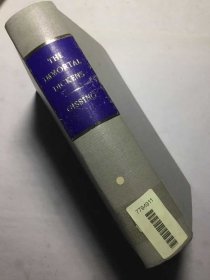 THE
IMMORTAL
DICKENS
GISSING